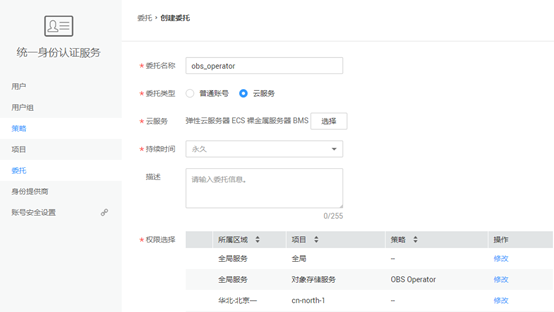 委托 › 创建委托
统一身份认证服务
用户
用户组
策略
项目
委托
身份提供商
账号安全设置
* 委托名称 obs_operator
* 委托类型 普通账号 云服务
* 云服务 弹性云服务器 ECS 裸金属服务器 BMS 选择
* 持续时间 永久
描述 请输入委托信息。
0/255
* 权限选择 所属区域 项目 策略 操作
全局服务 全局 – 修改
全局服务 对象存储服务 OBS Operator 修改
华北-北京一 cn-north-1 – 修改